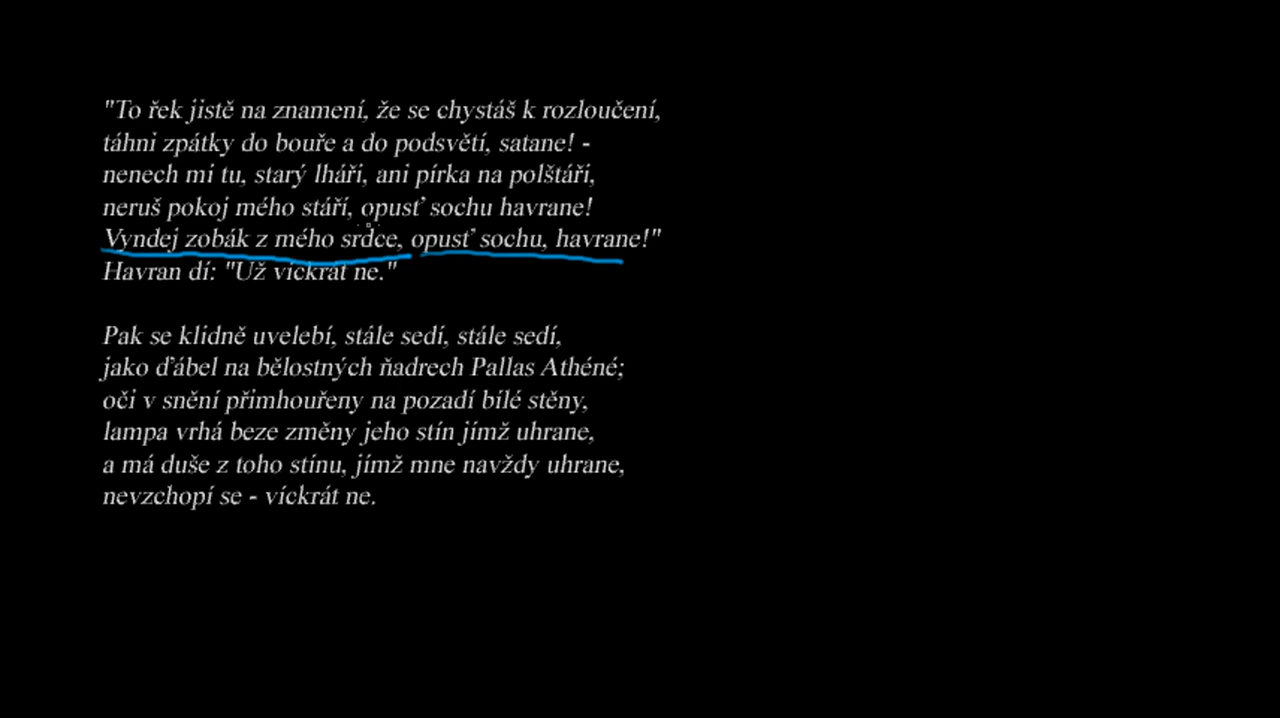 "To řek jistě na znamení, že se chystáš k rozloučení,
táhni zpátky do bouře a do podsvětí, satane! -
nenech mi tu, starý lháří, ani pírka na polštáři,
neruš pokoj mého stáří, opusť sochu havrane!
Vyndej zobák z mého srdce, opusť sochu, havrane!"
Havran dí: "Už víckrát ne."
Pak se klidně uvelebí, stále sedí, stále sedí,
jako ďábel na bělostných ňadrech Pallas Athéné;
oči v snění přimhouřeny na pozadí bílé stěny,
lampa vrhá beze změny jeho stín jímž uhrane,
a má duše z toho stínu, jímž mne navždy uhrane,
nevzchopí se - víckrát ne.